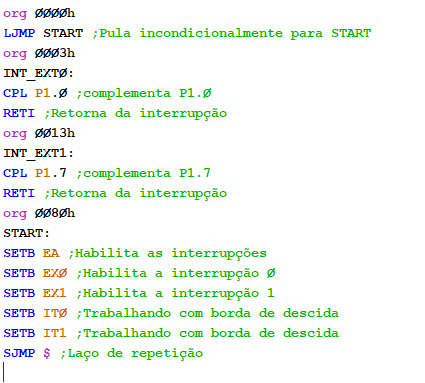 org 0000h
LJMP START ;Pula incondicionalmente para START
org 0003h
INT_EXT0:
CPL P1.0 ;complementa P1.0
RETI ;Retorna da interrupção
org 0013h
INT_EXT1:
CPL P1.7 ;complementa P1.7
RETI ;Retorna da interrupção
org 0080h
START:
SETB EA ;Habilita as interrupções
SETB EX0 ;Habilita a interrupção 0
SETB EX1 ;Habilita a interrupção 1
SETB IT0 ;Trabalhando com borda de descida
SETB IT1 ;Trabalhando com borda de descida
SJMP $ ;Laço de repetição